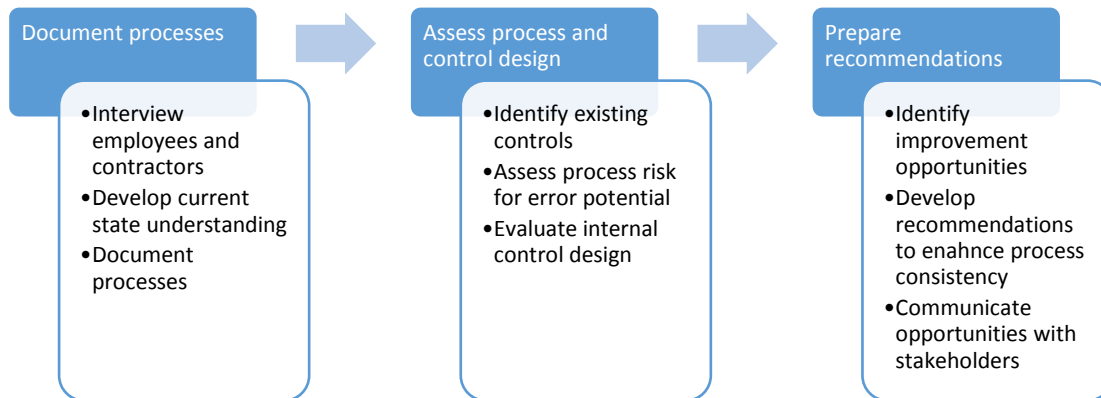 Document processes
•Interview
employees and
contractors
•Develop current
state understanding
•Document
processes
Assess process and
control design
•Identify existing
controls
•Assess process risk
for error potential
•Evaluate internal
control design
Prepare
recommendations
•Identify
improvement
opportunities
•Develop
recommendations
to enahnce process
consistency
•Communicate
opportunities with
stakeholders